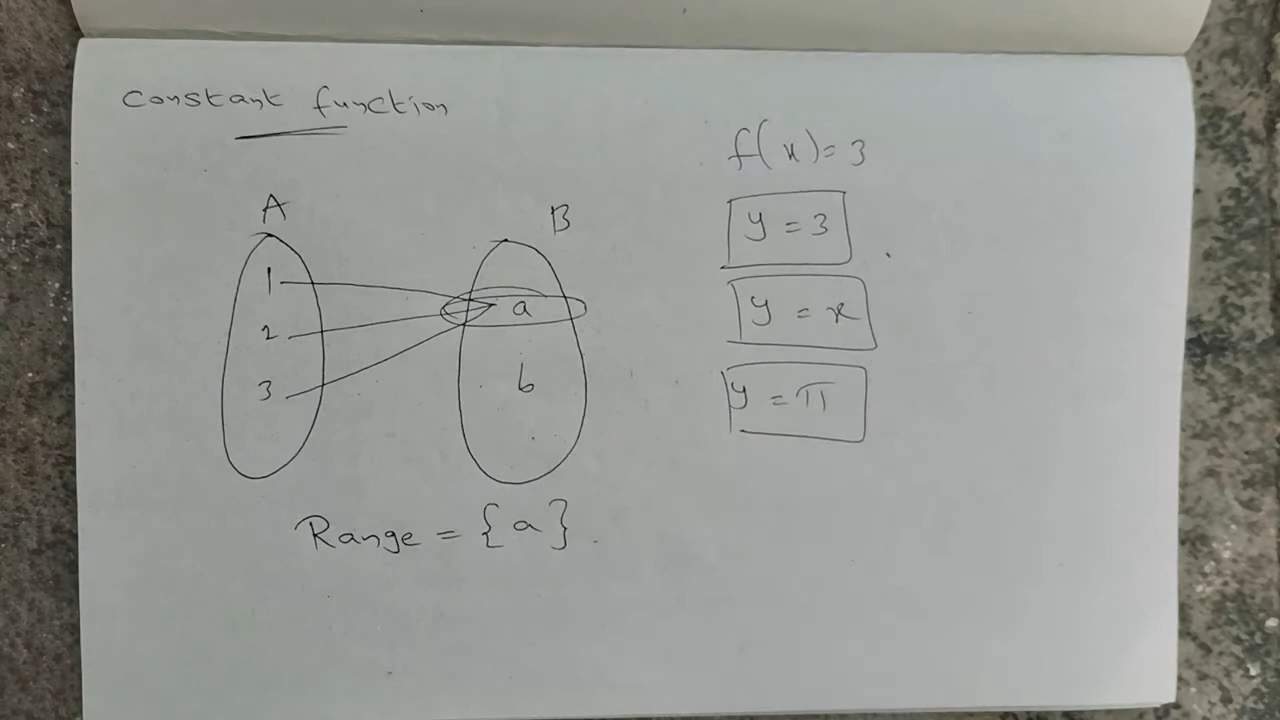 Constant function
A
B
1
2
3
a
b
Range = {a}.
f(x)=3
y = 3
y = x
y = π